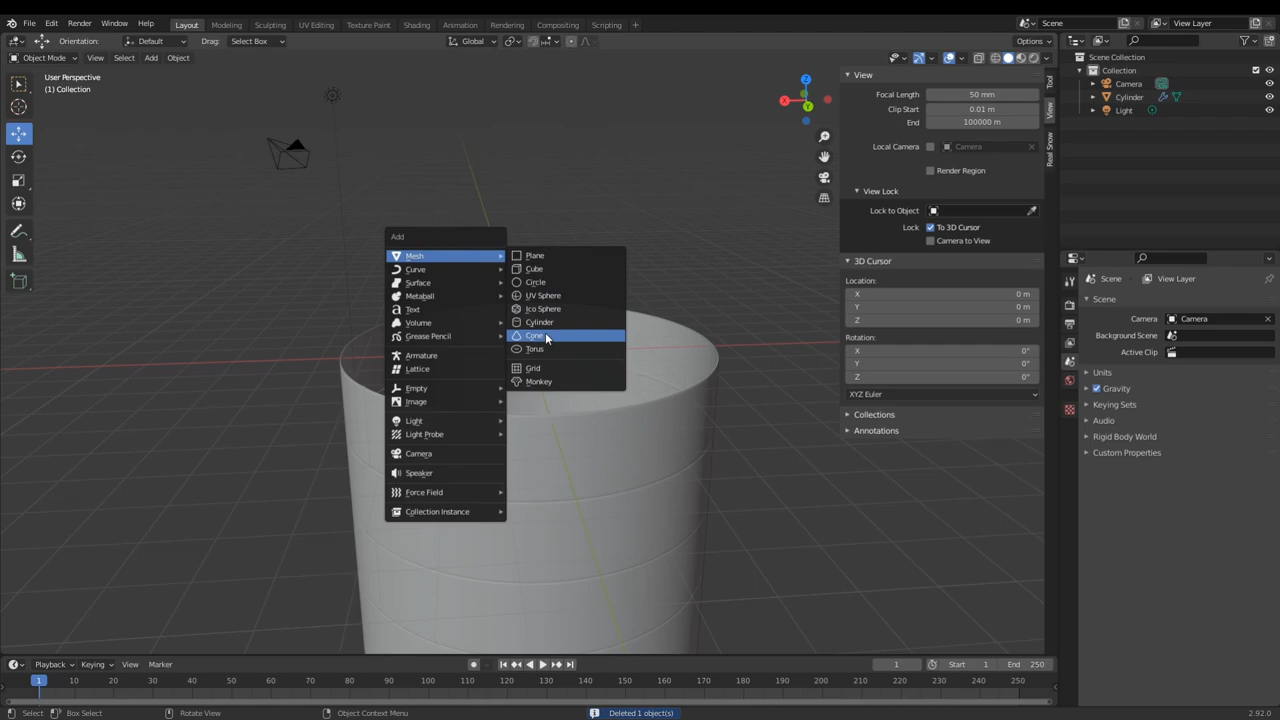 File Edit Render Window Help Layout Modeling Sculpting UV Editing Texture Paint Shading Animation Rendering Compositing Scripting + Scene View Layer
Orientation: Default Drag: Select Box Global Options
Object Mode View Select Add Object
User Perspective
(1) Collection
X
Y
Z
Add
Mesh
Curve
Surface
Metaball
Text
Volume
Grease Pencil
Armature
Lattice
Empty
Image
Light
Light Probe
Camera
Speaker
Force Field
Collection Instance
Plane
Cube
Circle
UV Sphere
Ico Sphere
Cylinder
Cone
Torus
Grid
Monkey
View
Focal Length 50 mm
Clip Start 0.01 m
End 100000 m
Local Camera Camera
Render Region
View Lock
Lock to Object
Lock To 3D Cursor
Camera to View
3D Cursor
Location:
X 0 m
Y 0 m
Z 0 m
Rotation:
X 0°
Y 0°
Z 0°
XYZ Euler
Collections
Annotations
Tool
View
Real Snow
Scene Collection
Collection
Camera
Cylinder
Light
Scene View Layer
Scene
Camera Camera
Background Scene
Active Clip
Units
Gravity
Keying Sets
Audio
Rigid Body World
Custom Properties
Playback Keying View Marker 1 Start 1 End 250
1 10 20 30 40 50 60 70 80 90 100 110 120 130 140 150 160 170 180 190 200 210 220 230 240 250
Select Box Select Rotate View Object Context Menu Deleted 1 object(s) 2.92.0